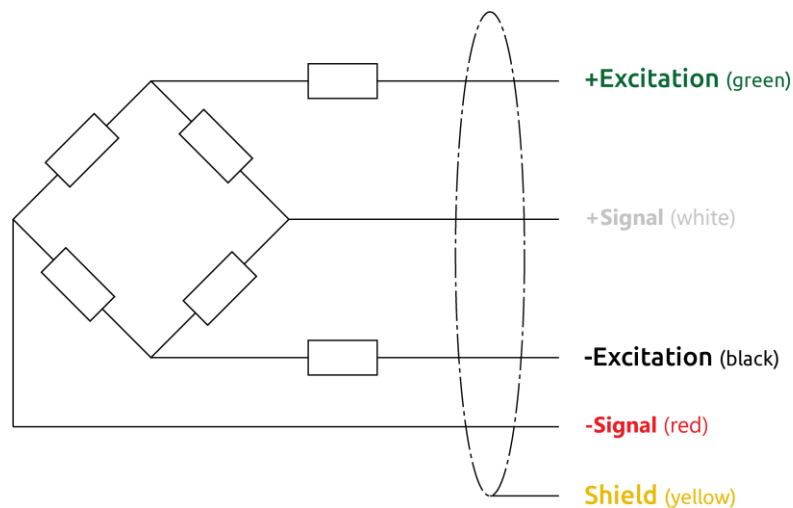 +Excitation (green)
+Signal (white)
-Excitation (black)
-Signal (red)
Shield (yellow)